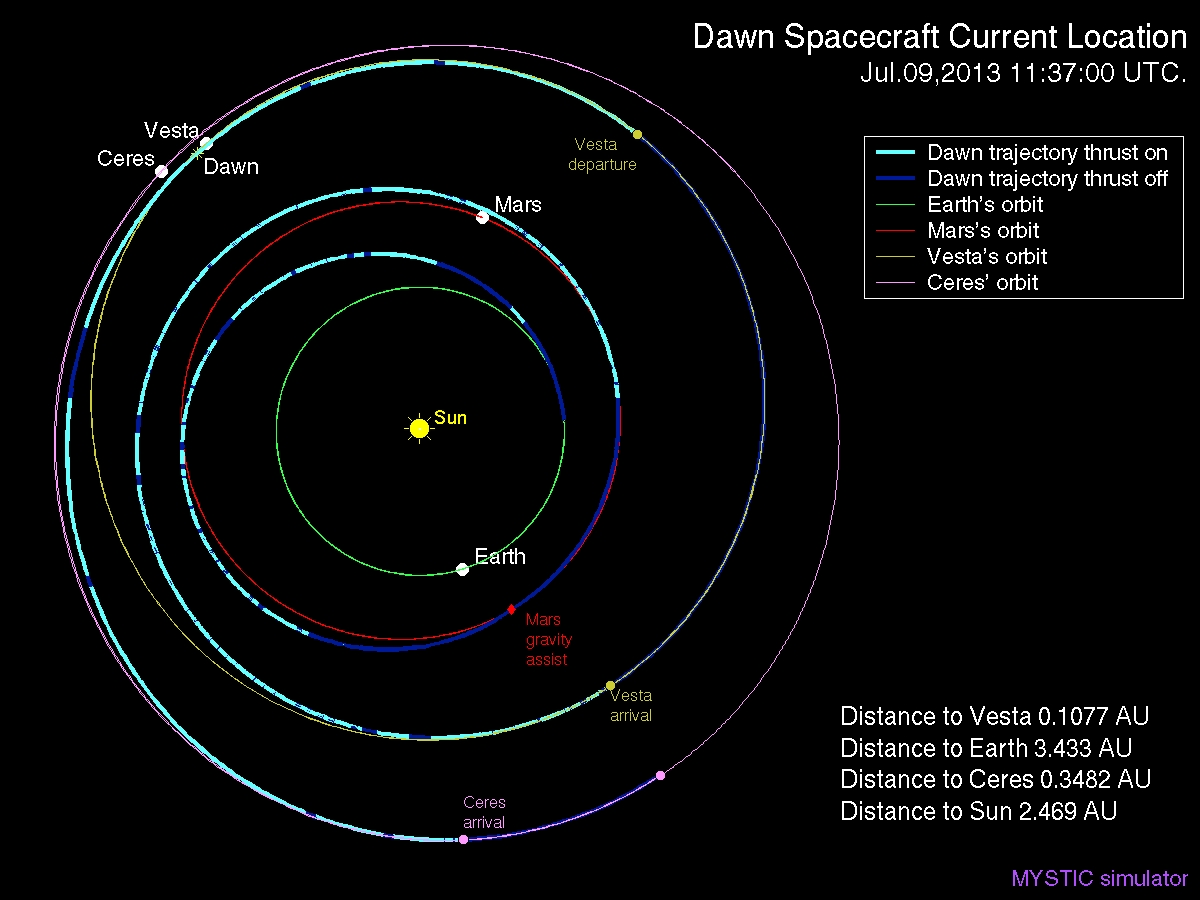 Dawn Spacecraft Current Location
Jul.09,2013 11:37:00 UTC.
Dawn trajectory thrust on
Dawn trajectory thrust off
Earth's orbit
Mars's orbit
Vesta's orbit
Ceres' orbit
Vesta
Ceres
Dawn
Vesta
departure
Mars
Sun
Earth
Mars
gravity
assist
Vesta
arrival
Ceres
arrival
Distance to Vesta 0.1077 AU
Distance to Earth 3.433 AU
Distance to Ceres 0.3482 AU
Distance to Sun 2.469 AU
MYSTIC simulator